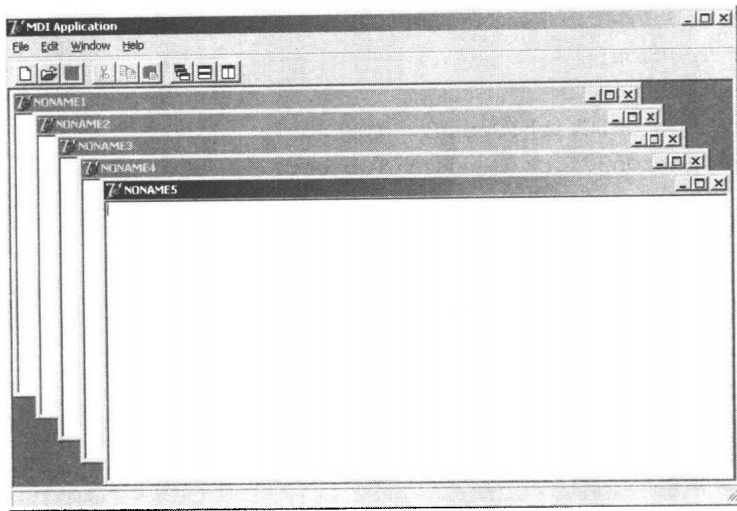 MDI Application
File Edit Window Help
NONAME1
NONAME2
NONAME3
NONAME4
NONAME5